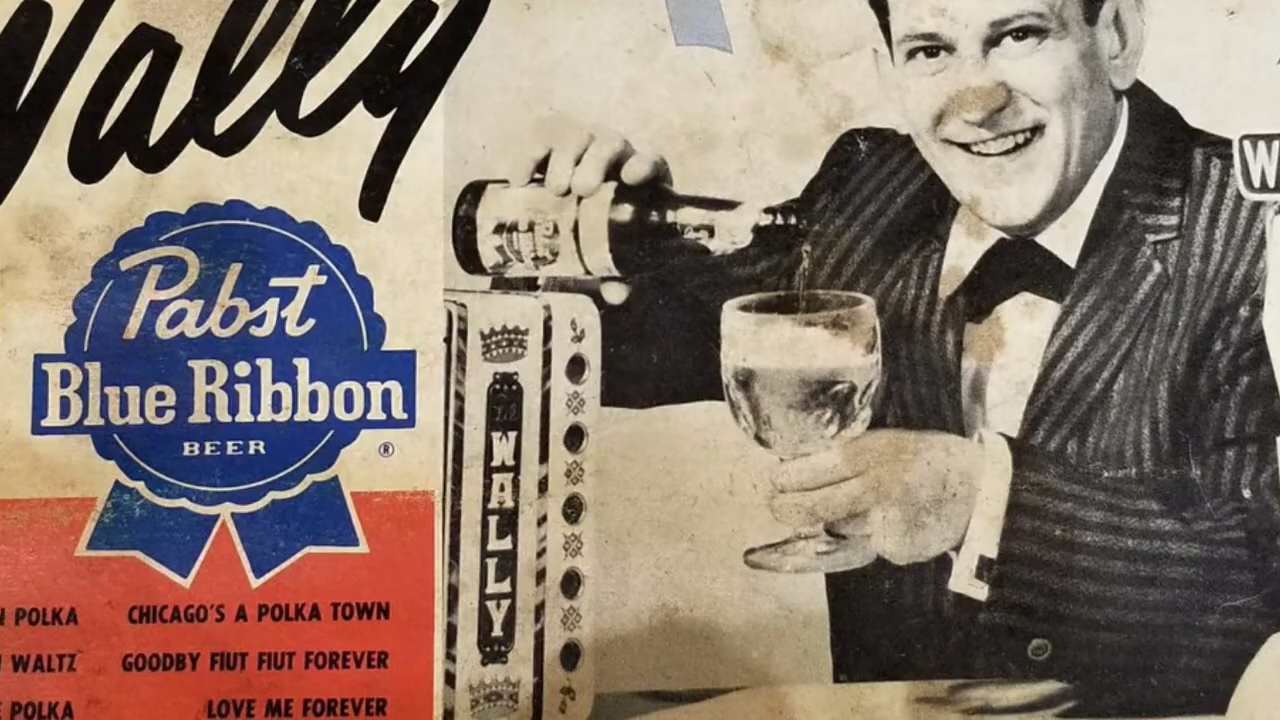 Wally
Pabst
Blue Ribbon
BEER
®
POLKA CHICAGO'S A POLKA TOWN
WALTZ GOODBY FIUT FIUT FOREVER
POLKA LOVE ME FOREVER
WALLY
W